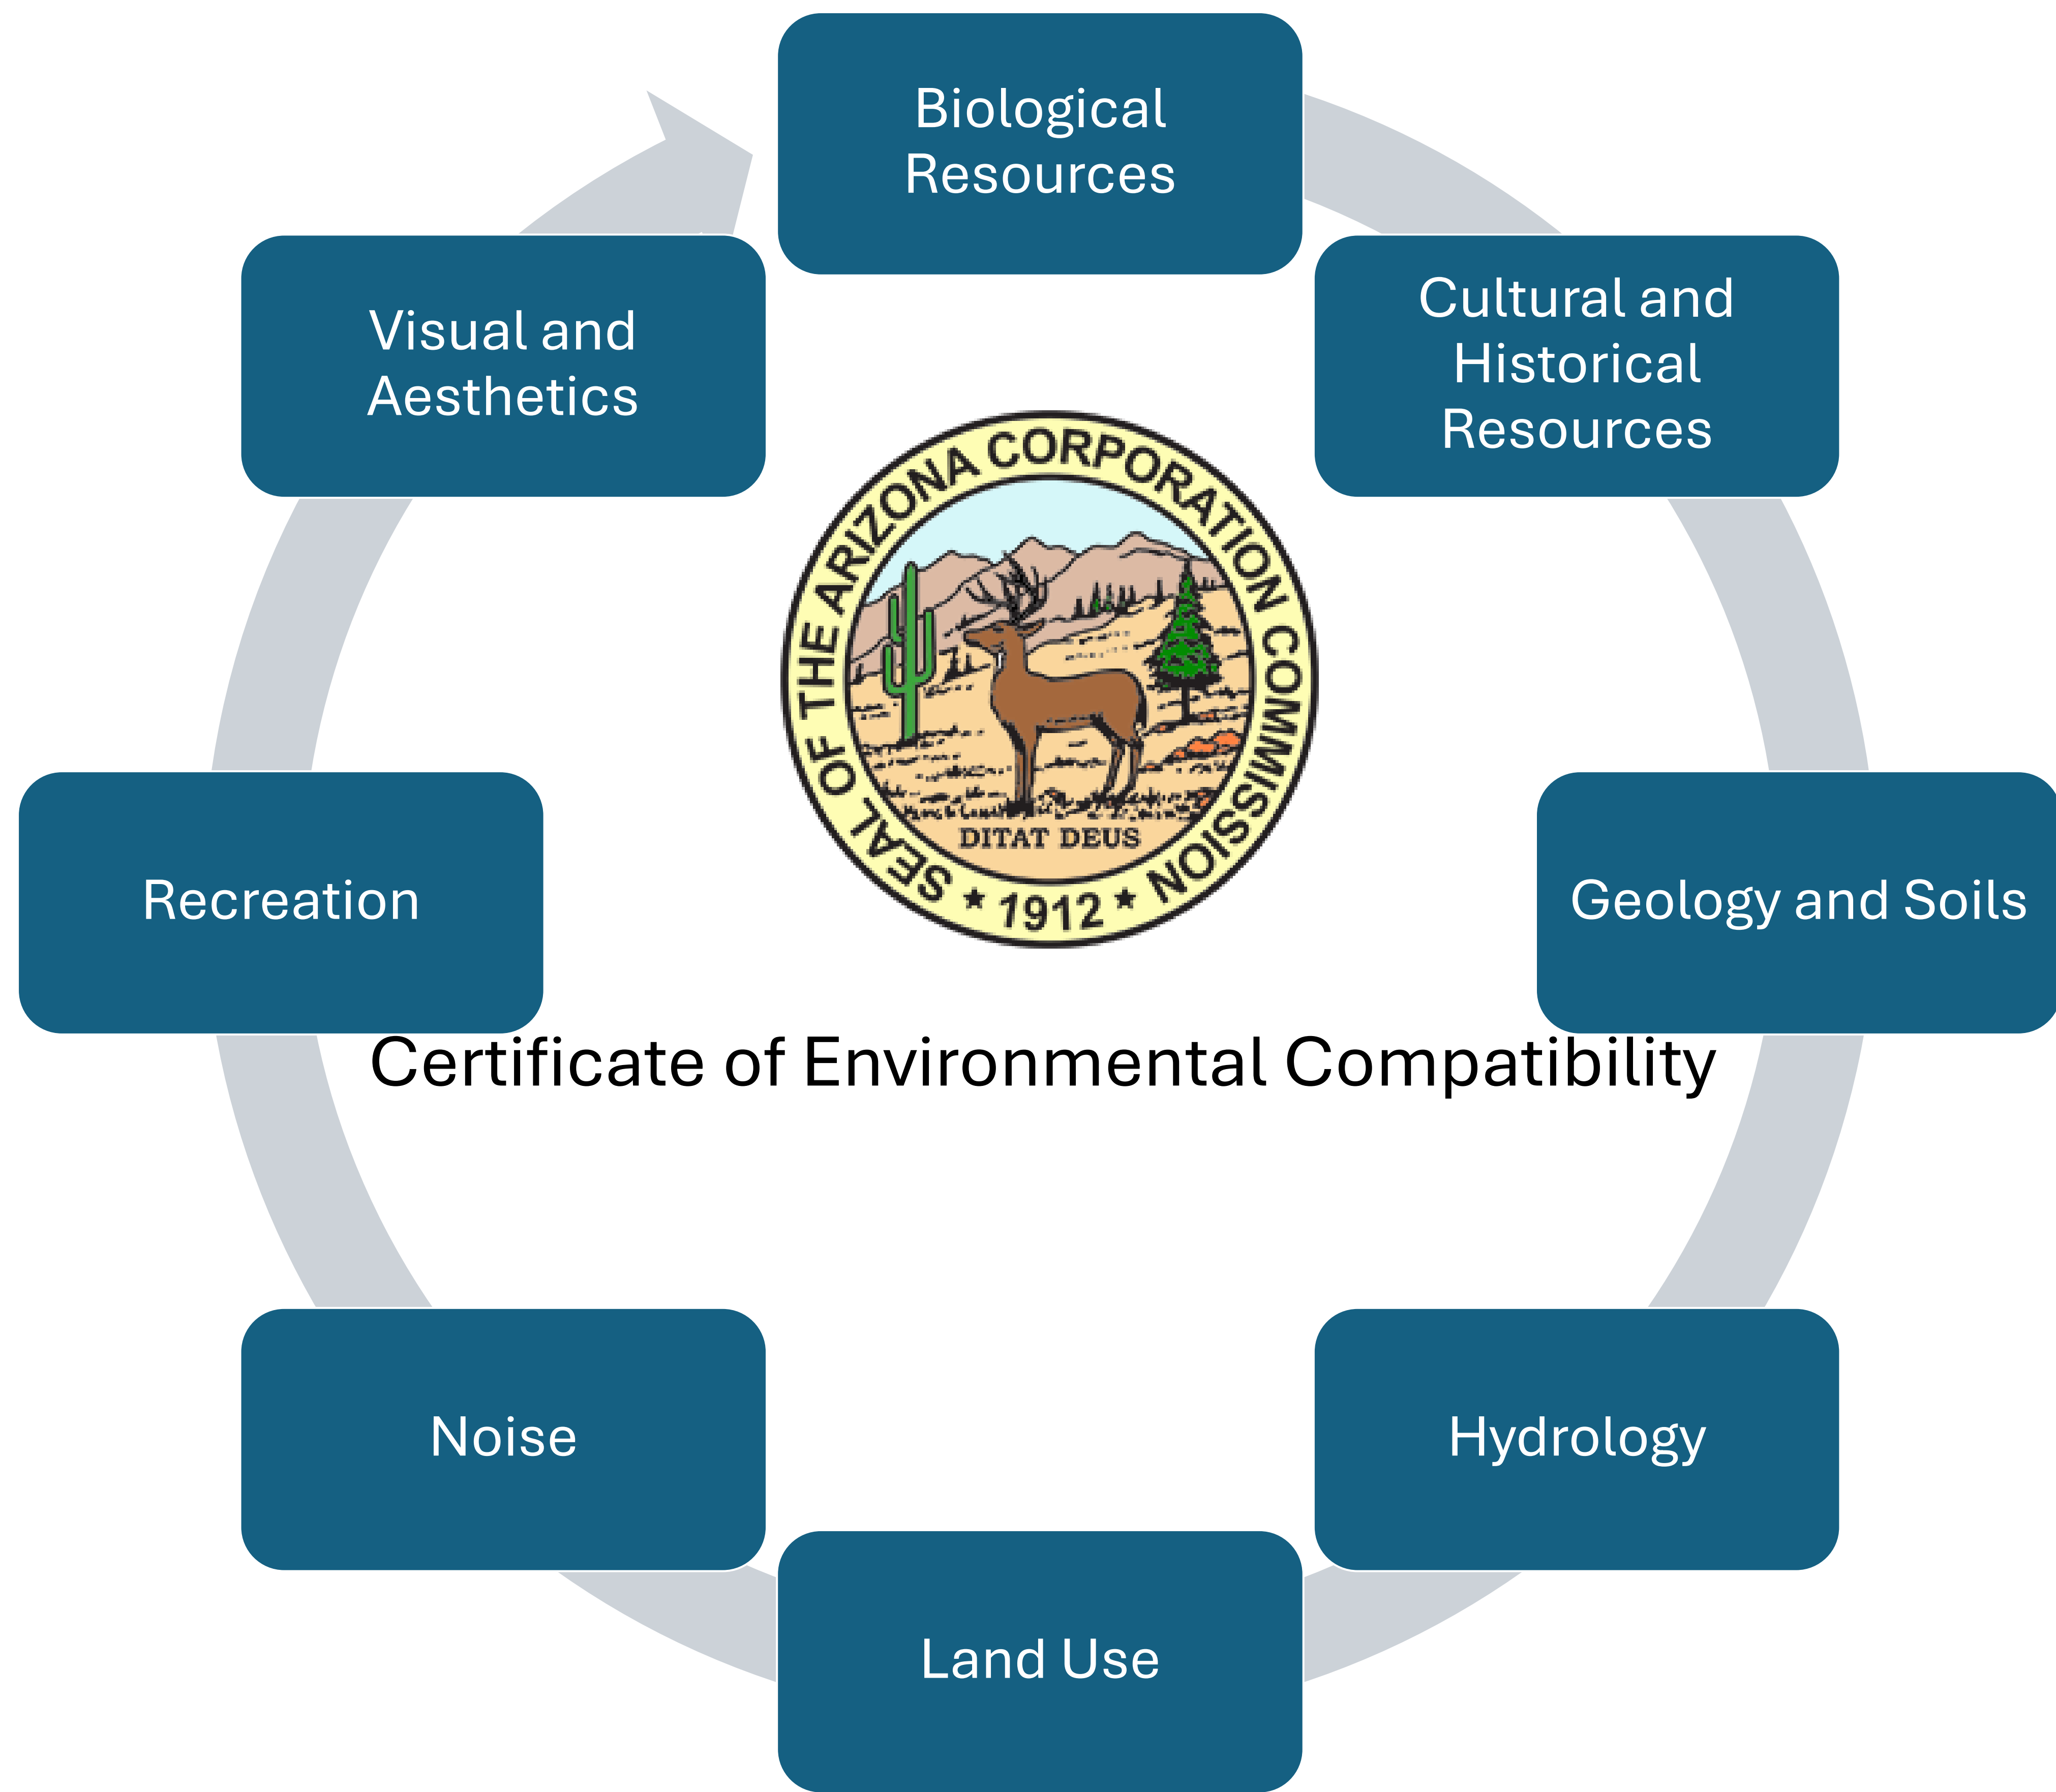 Biological
Resources
Cultural and
Historical
Resources
Geology and Soils
Hydrology
Land Use
Noise
Recreation
Visual and
Aesthetics
SEAL OF THE ARIZONA CORPORATION COMMISSION
DITAT DEUS
★ 1912 ★
Certificate of Environmental Compatibility